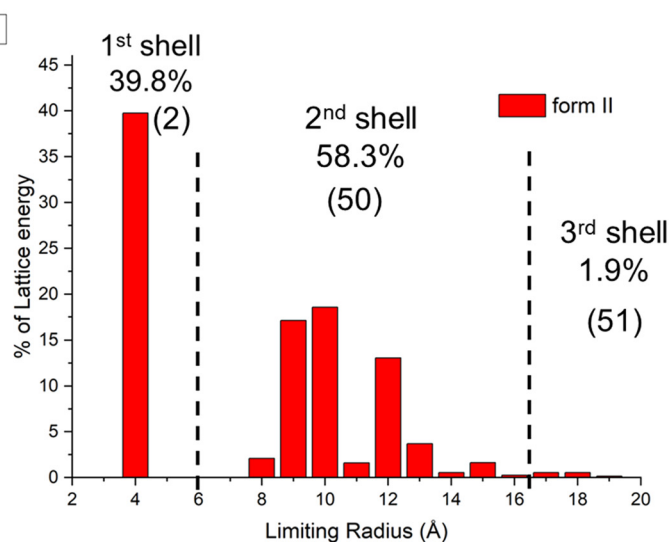 1st shell
39.8%
(2)
2nd shell
58.3%
(50)
form II
3rd shell
1.9%
(51)
% of Lattice energy
45
40
35
30
25
20
15
10
5
0
2 4 6 8 10 12 14 16 18 20
Limiting Radius (Å)